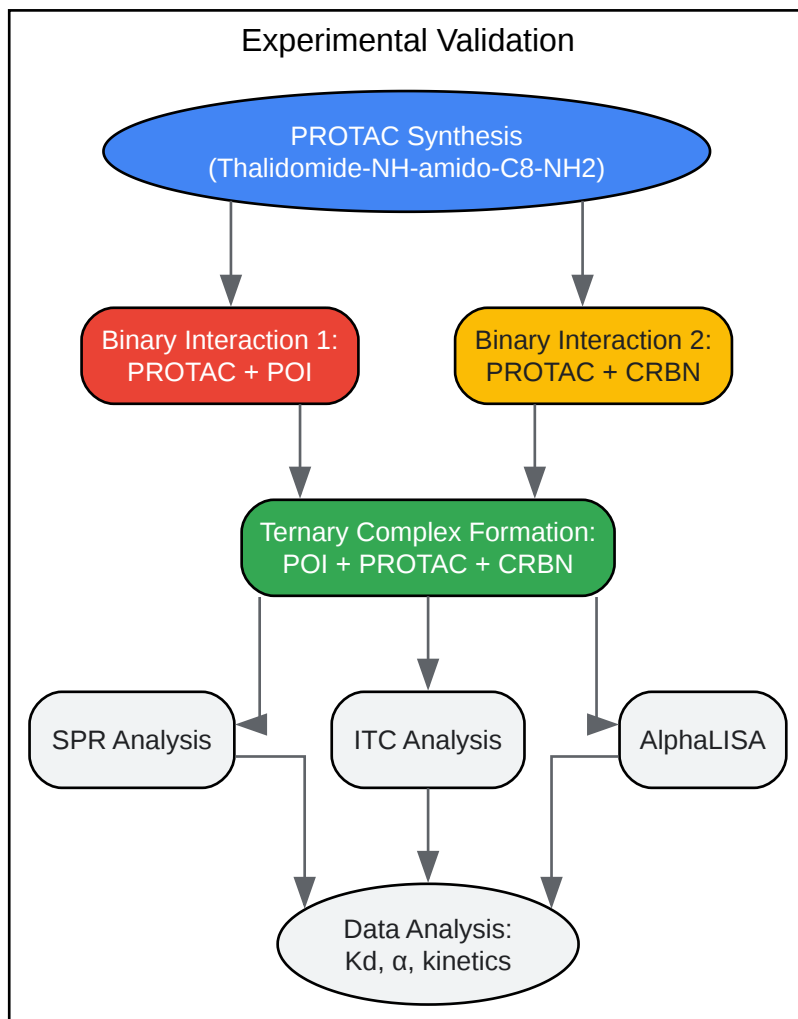 Experimental Validation
PROTAC Synthesis
(Thalidomide-NH-amido-C8-NH2)
Binary Interaction 1:
PROTAC + POI
Binary Interaction 2:
PROTAC + CRBN
Ternary Complex Formation:
POI + PROTAC + CRBN
SPR Analysis
ITC Analysis
AlphaLISA
Data Analysis:
Kd, α, kinetics